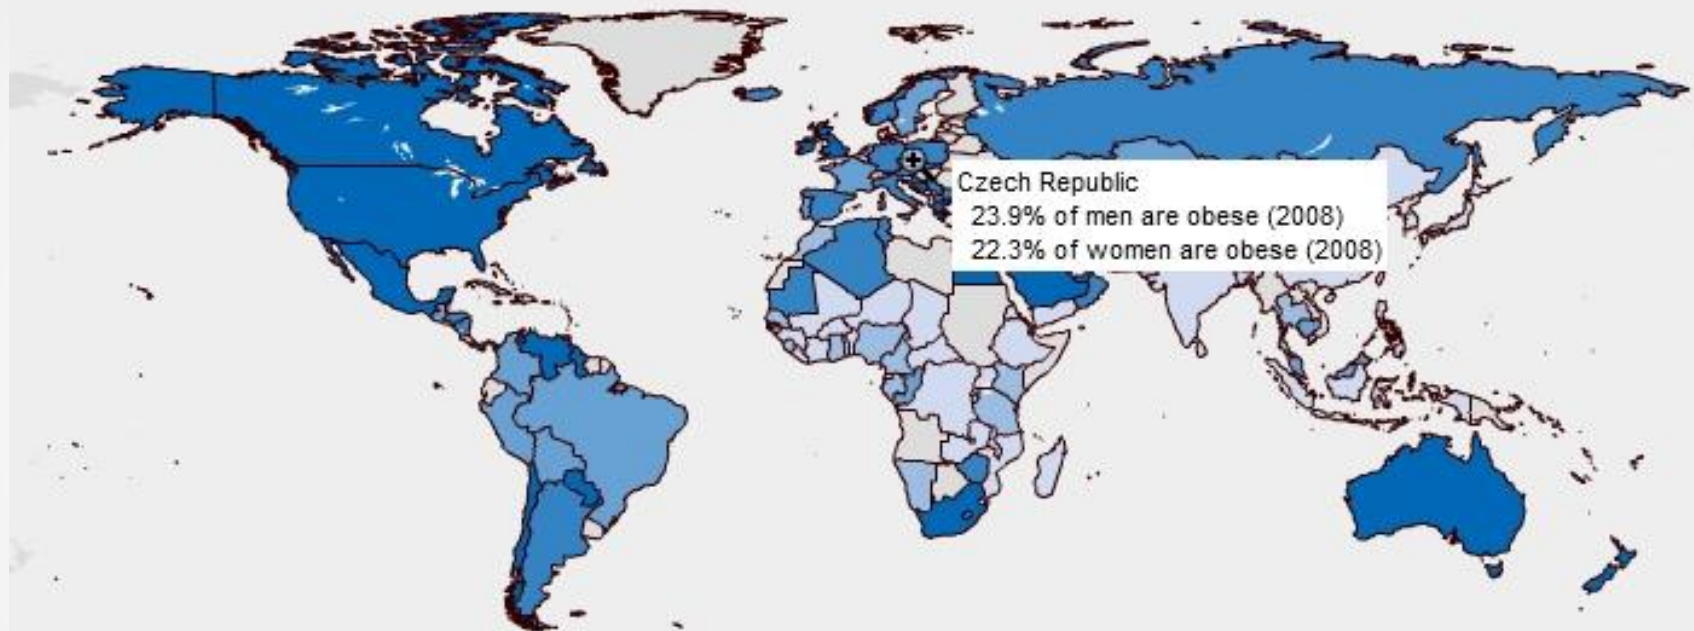 Czech Republic
23.9% of men are obese (2008)
22.3% of women are obese (2008)